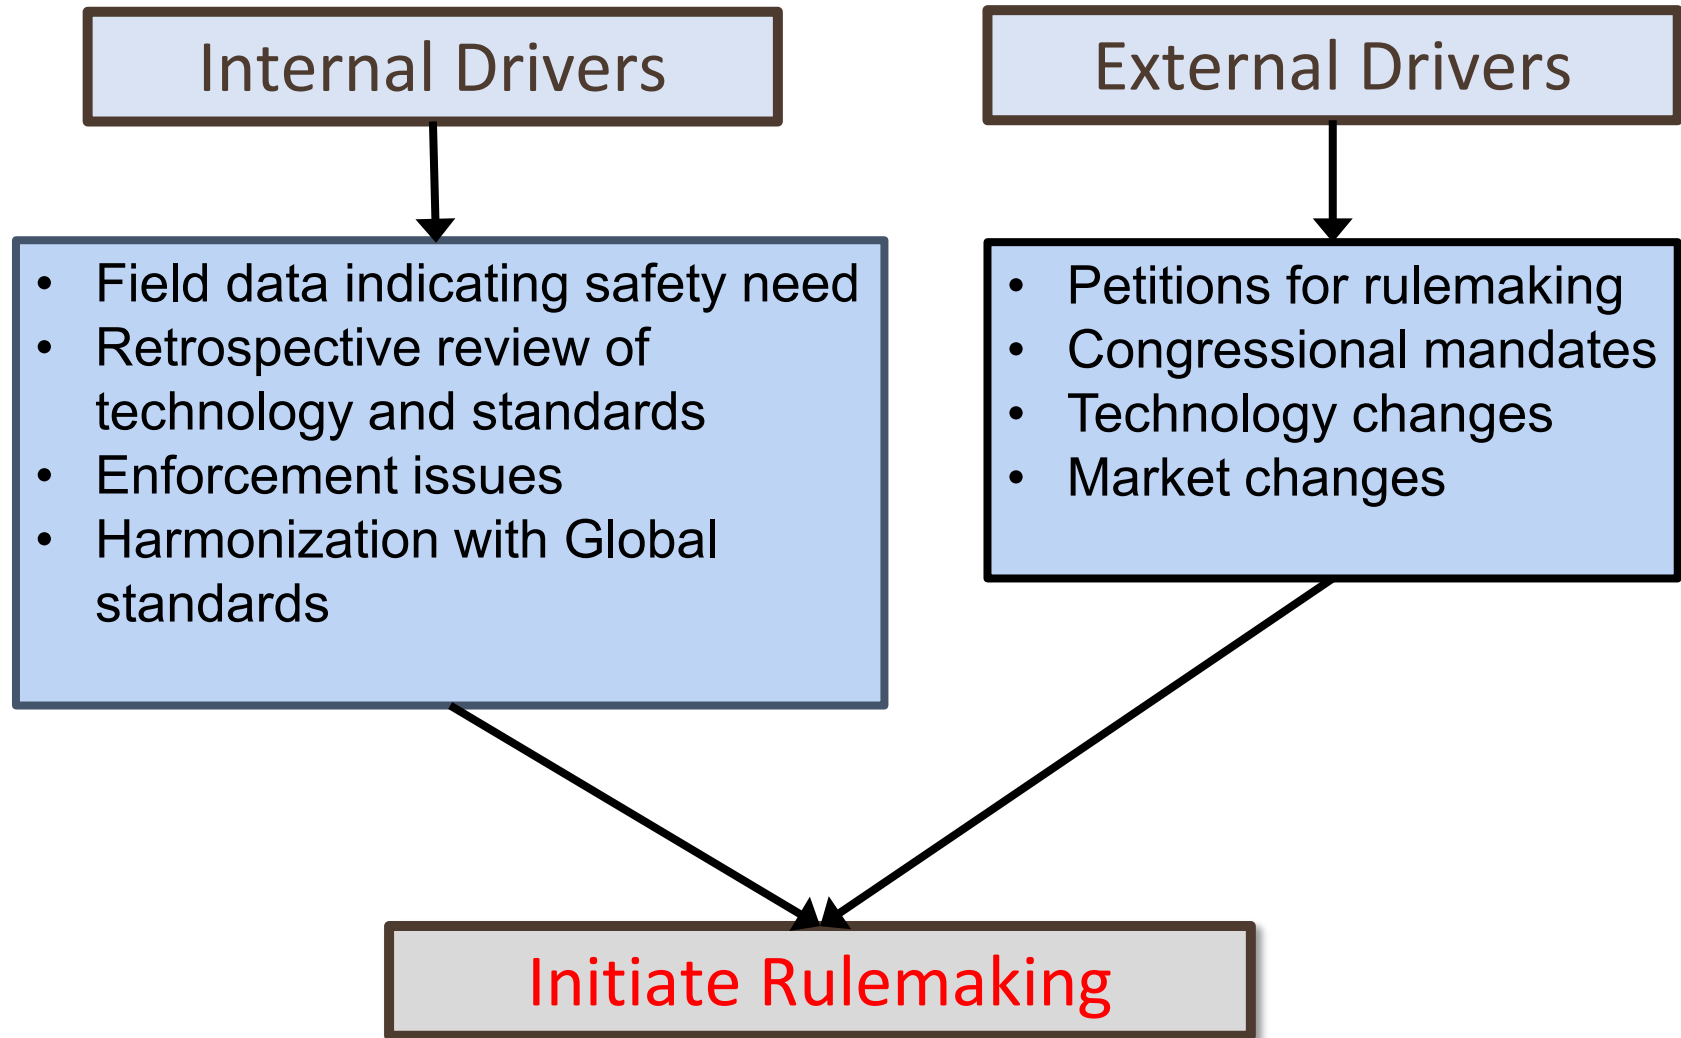 Internal Drivers
External Drivers
• Field data indicating safety need
• Retrospective review of
technology and standards
• Enforcement issues
• Harmonization with Global
standards
• Petitions for rulemaking
• Congressional mandates
• Technology changes
• Market changes
Initiate Rulemaking